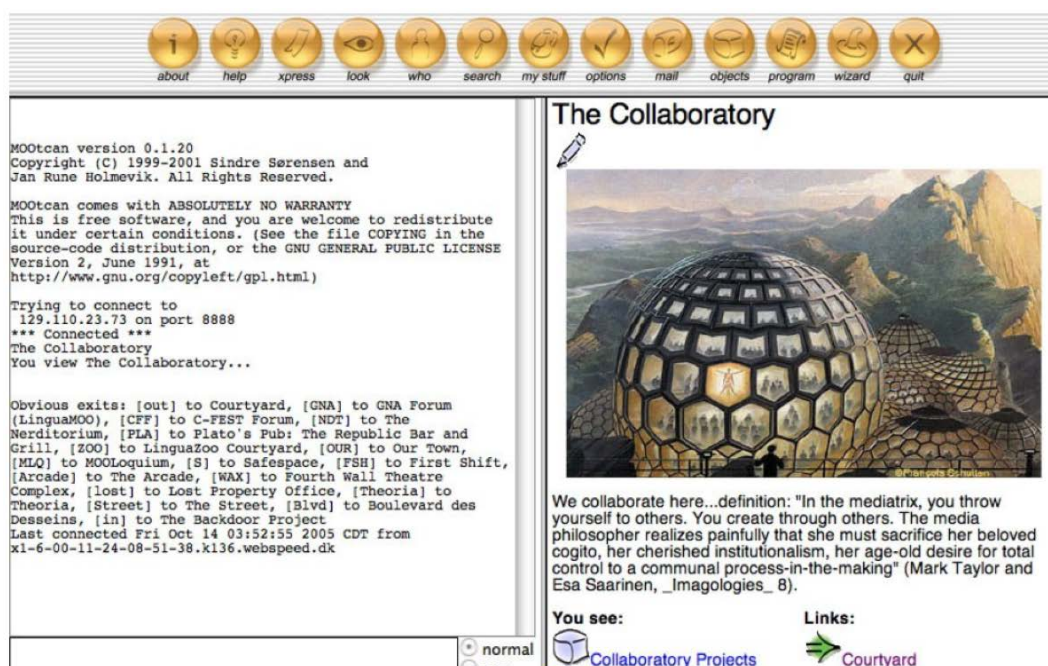 about help xpress look who search my stuff options mail objects program wizard quit
MOOtcan version 0.1.20
Copyright (C) 1999-2001 Sindre Sørensen and
Jan Rune Holmevik. All Rights Reserved.
MOOtcan comes with ABSOLUTELY NO WARRANTY
This is free software, and you are welcome to redistribute
it under certain conditions. (See the file COPYING in the
source-code distribution, or the GNU GENERAL PUBLIC LICENSE
Version 2, June 1991, at
http://www.gnu.org/copyleft/gpl.html)
Trying to connect to
129.110.23.73 on port 8888
*** Connected ***
The Collaboratory
You view The Collaboratory...
Obvious exits: [out] to Courtyard, [GNA] to GNA Forum
(LinguaMOO), [CFF] to C-FEST Forum, [NDT] to The
Nerditorium, [PLA] to Plato's Pub: The Republic Bar and
Grill, [ZOO] to LinguaZoo Courtyard, [OUR] to Our Town,
[MLQ] to MOOLoquium, [S] to Safespace, [FSH] to First Shift,
[Arcade] to The Arcade, [WAX] to Fourth Wall Theatre
Complex, [lost] to Lost Property Office, [Theoria] to
Theoria, [Street] to The Street, [Blvd] to Boulevard des
Desseins, [in] to The Backdoor Project
Last connected Fri Oct 14 03:52:55 2005 CDT from
x1-6-00-11-24-08-51-38.k136.webspeed.dk
normal
The Collaboratory
©François Schuiten
We collaborate here...definition: "In the mediatrix, you throw
yourself to others. You create through others. The media
philosopher realizes painfully that she must sacrifice her beloved
cogito, her cherished institutionalism, her age-old desire for total
control to a communal process-in-the-making" (Mark Taylor and
Esa Saarinen, _Imagologies_ 8).
You see:
Collaboratory Projects
Links:
Courtyard